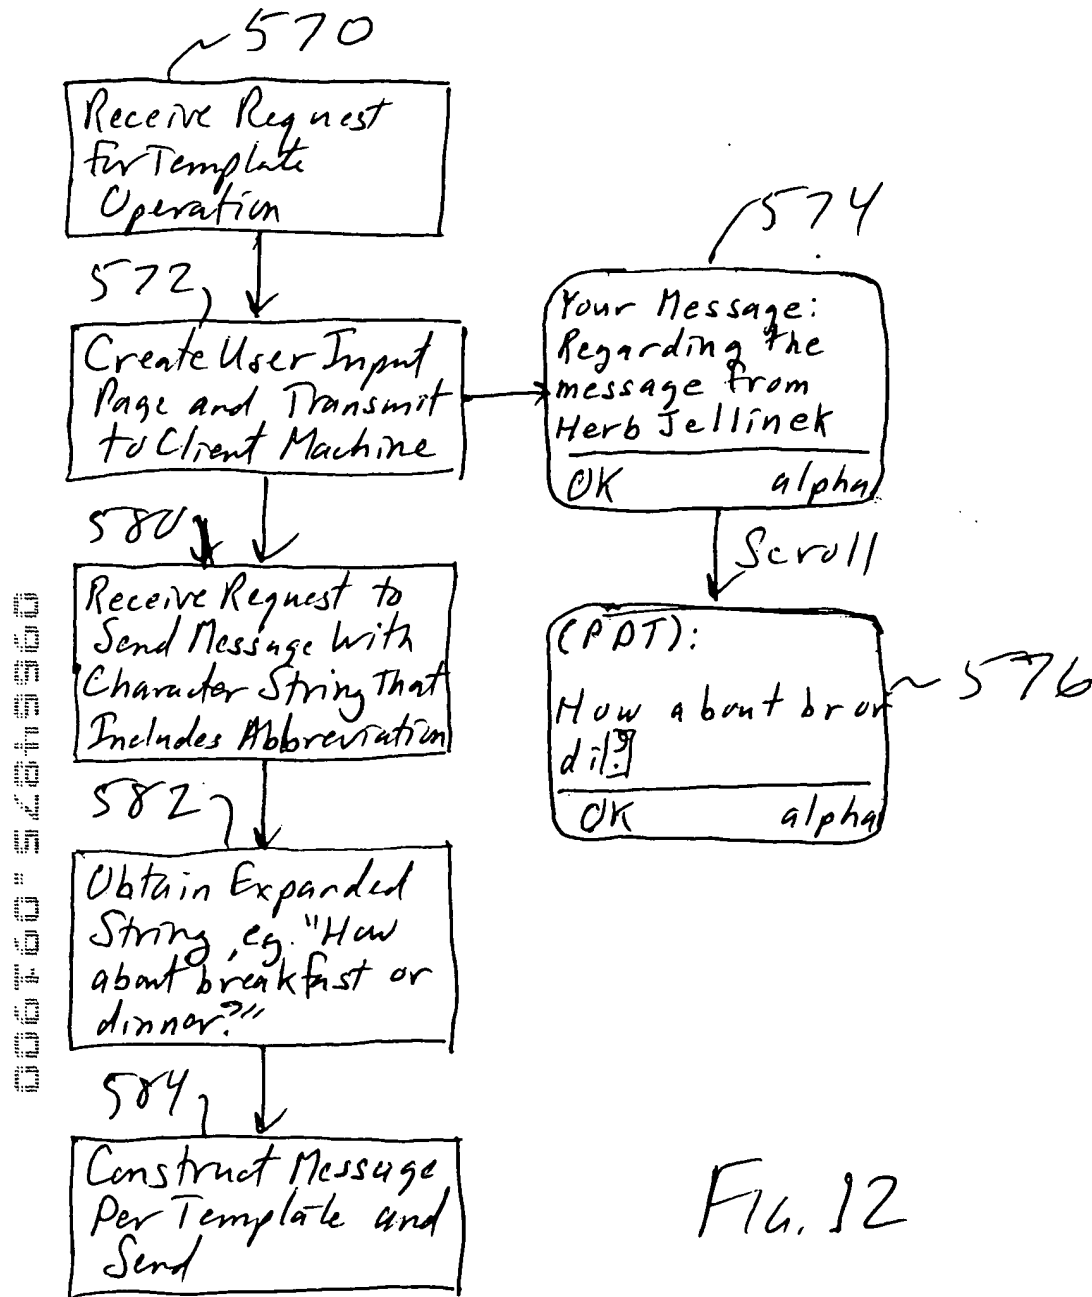 570
Receive Request
for Template
Operation
572
Create User Input
Page and Transmit
to Client Machine
574
Your Message:
Regarding the
message from
Herb Jellinek
OK alpha
Scroll
(PDT):
How about br or
di?
OK alpha
576
580
Receive Request to
Send Message with
Character String That
Includes Abbreviation
582
Obtain Expanded
String, eg. "How
about breakfast or
dinner?"
584
Construct Message
Per Template and
Send
FIG. 12